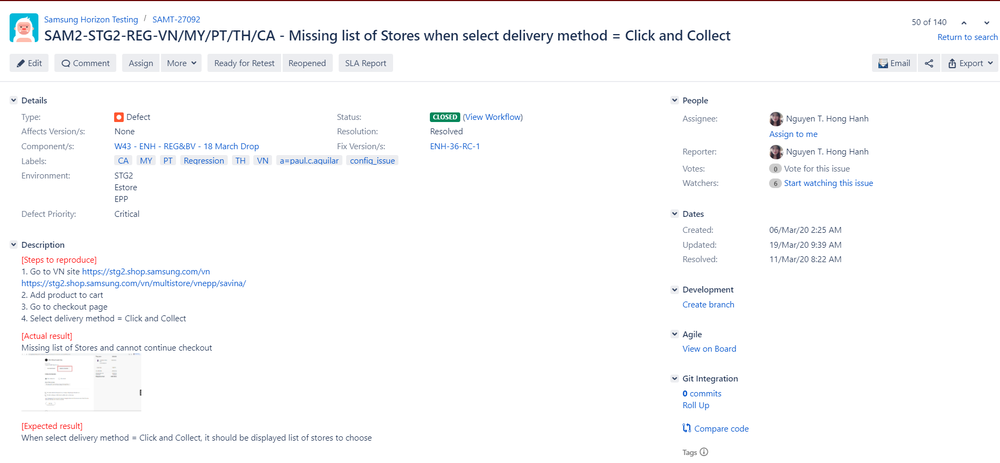 Samsung Horizon Testing / SAMT-27092
SAM2-STG2-REG-VN/MY/PT/TH/CA - Missing list of Stores when select delivery method = Click and Collect
50 of 140
Return to search
Edit Comment Assign More Ready for Retest Reopened SLA Report Email Export
Details
Type: Defect
Status: CLOSED (View Workflow)
Affects Version/s: None
Resolution: Resolved
Component/s: W43 - ENH - REG&BV - 18 March Drop
Fix Version/s: ENH-36-RC-1
Labels: CA MY PT Regression TH VN a=paul.c.aguilar config_issue
Environment: STG2
Estore
EPP
Defect Priority: Critical
Description
[Steps to reproduce]
1. Go to VN site https://stg2.shop.samsung.com/vn
https://stg2.shop.samsung.com/vn/multistore/vnepp/savina/
2. Add product to cart
3. Go to checkout page
4. Select delivery method = Click and Collect
[Actual result]
Missing list of Stores and cannot continue checkout
[Expected result]
When select delivery method = Click and Collect, it should be displayed list of stores to choose
People
Assignee: Nguyen T. Hong Hanh
Assign to me
Reporter: Nguyen T. Hong Hanh
Votes: 0 Vote for this issue
Watchers: 6 Start watching this issue
Dates
Created: 06/Mar/20 2:25 AM
Updated: 19/Mar/20 9:39 AM
Resolved: 11/Mar/20 8:22 AM
Development
Create branch
Agile
View on Board
Git Integration
0 commits
Roll Up
Compare code
Tags